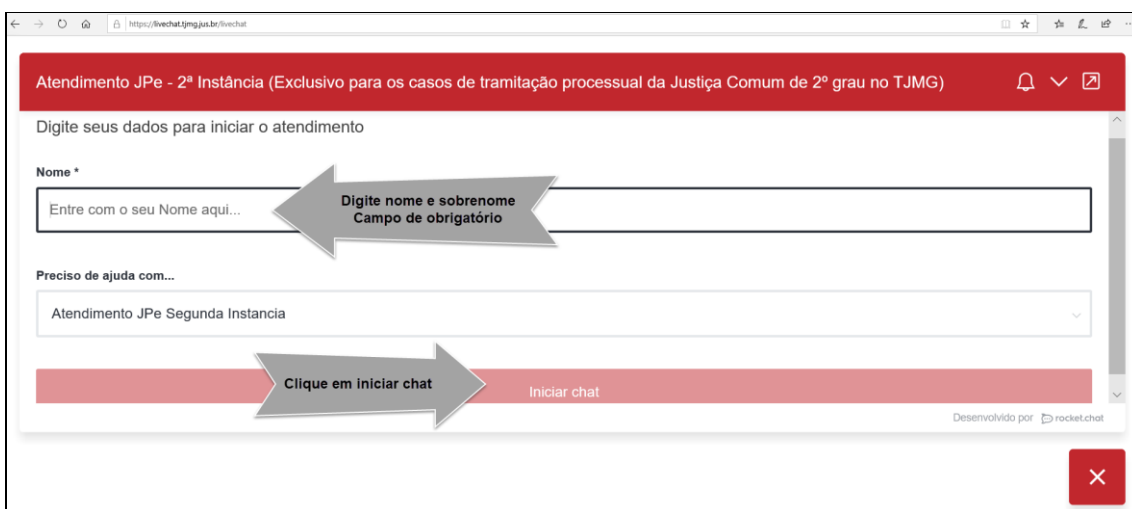 https://livechat.tjmg.jus.br/livechat
Atendimento JPe - 2ª Instância (Exclusivo para os casos de tramitação processual da Justiça Comum de 2º grau no TJMG)
Digite seus dados para iniciar o atendimento
Nome *
Entre com o seu Nome aqui...
Digite nome e sobrenome
Campo de obrigatório
Preciso de ajuda com...
Atendimento JPe Segunda Instancia
Clique em iniciar chat
Iniciar chat
Desenvolvido por rocket.chat